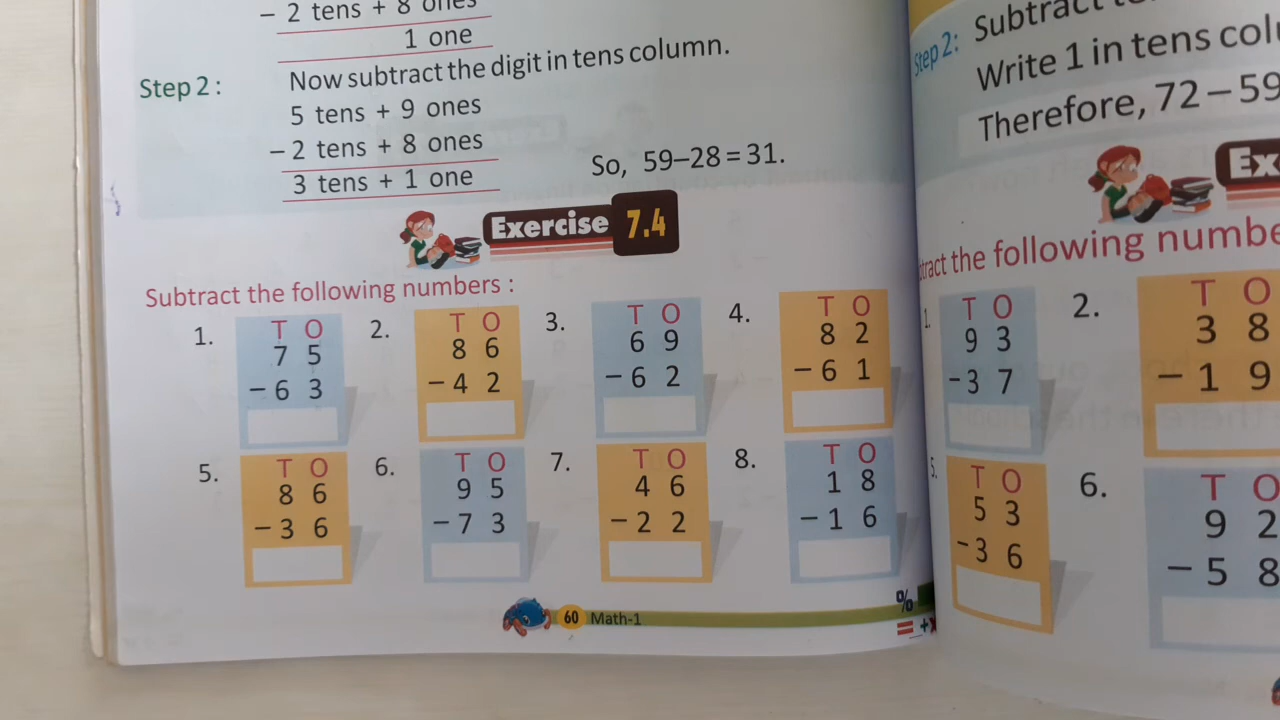 – 2 tens + 8 ones
1 one
Step 2 : Now subtract the digit in tens column.
5 tens + 9 ones
– 2 tens + 8 ones
3 tens + 1 one
So, 59–28 = 31.
Exercise 7.4
Subtract the following numbers :
1. 2. 3. 4.
T O T O T O T O
7 5 8 6 6 9 8 2
– 6 3 – 4 2 – 6 2 – 6 1
5. 6. 7. 8.
T O T O T O T O
8 6 9 5 4 6 1 8
– 3 6 – 7 3 – 2 2 – 1 6
60 Math-1
% = +
Step 2: Subtract
Write 1 in tens
Therefore, 72 – 59
Ex
the following
1. 2.
T O T O
9 3 3 8
– 3 7 – 1 9
5. 6.
T O T O
5 3 9 2
– 3 6 – 5 8